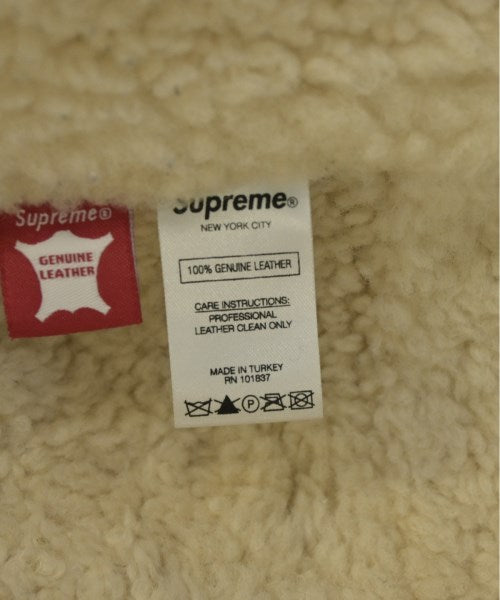 Supreme®
GENUINE
LEATHER
Supreme®
NEW YORK CITY
100% GENUINE LEATHER
CARE INSTRUCTIONS:
PROFESSIONAL
LEATHER CLEAN ONLY
MADE IN TURKEY
RN 101837
P